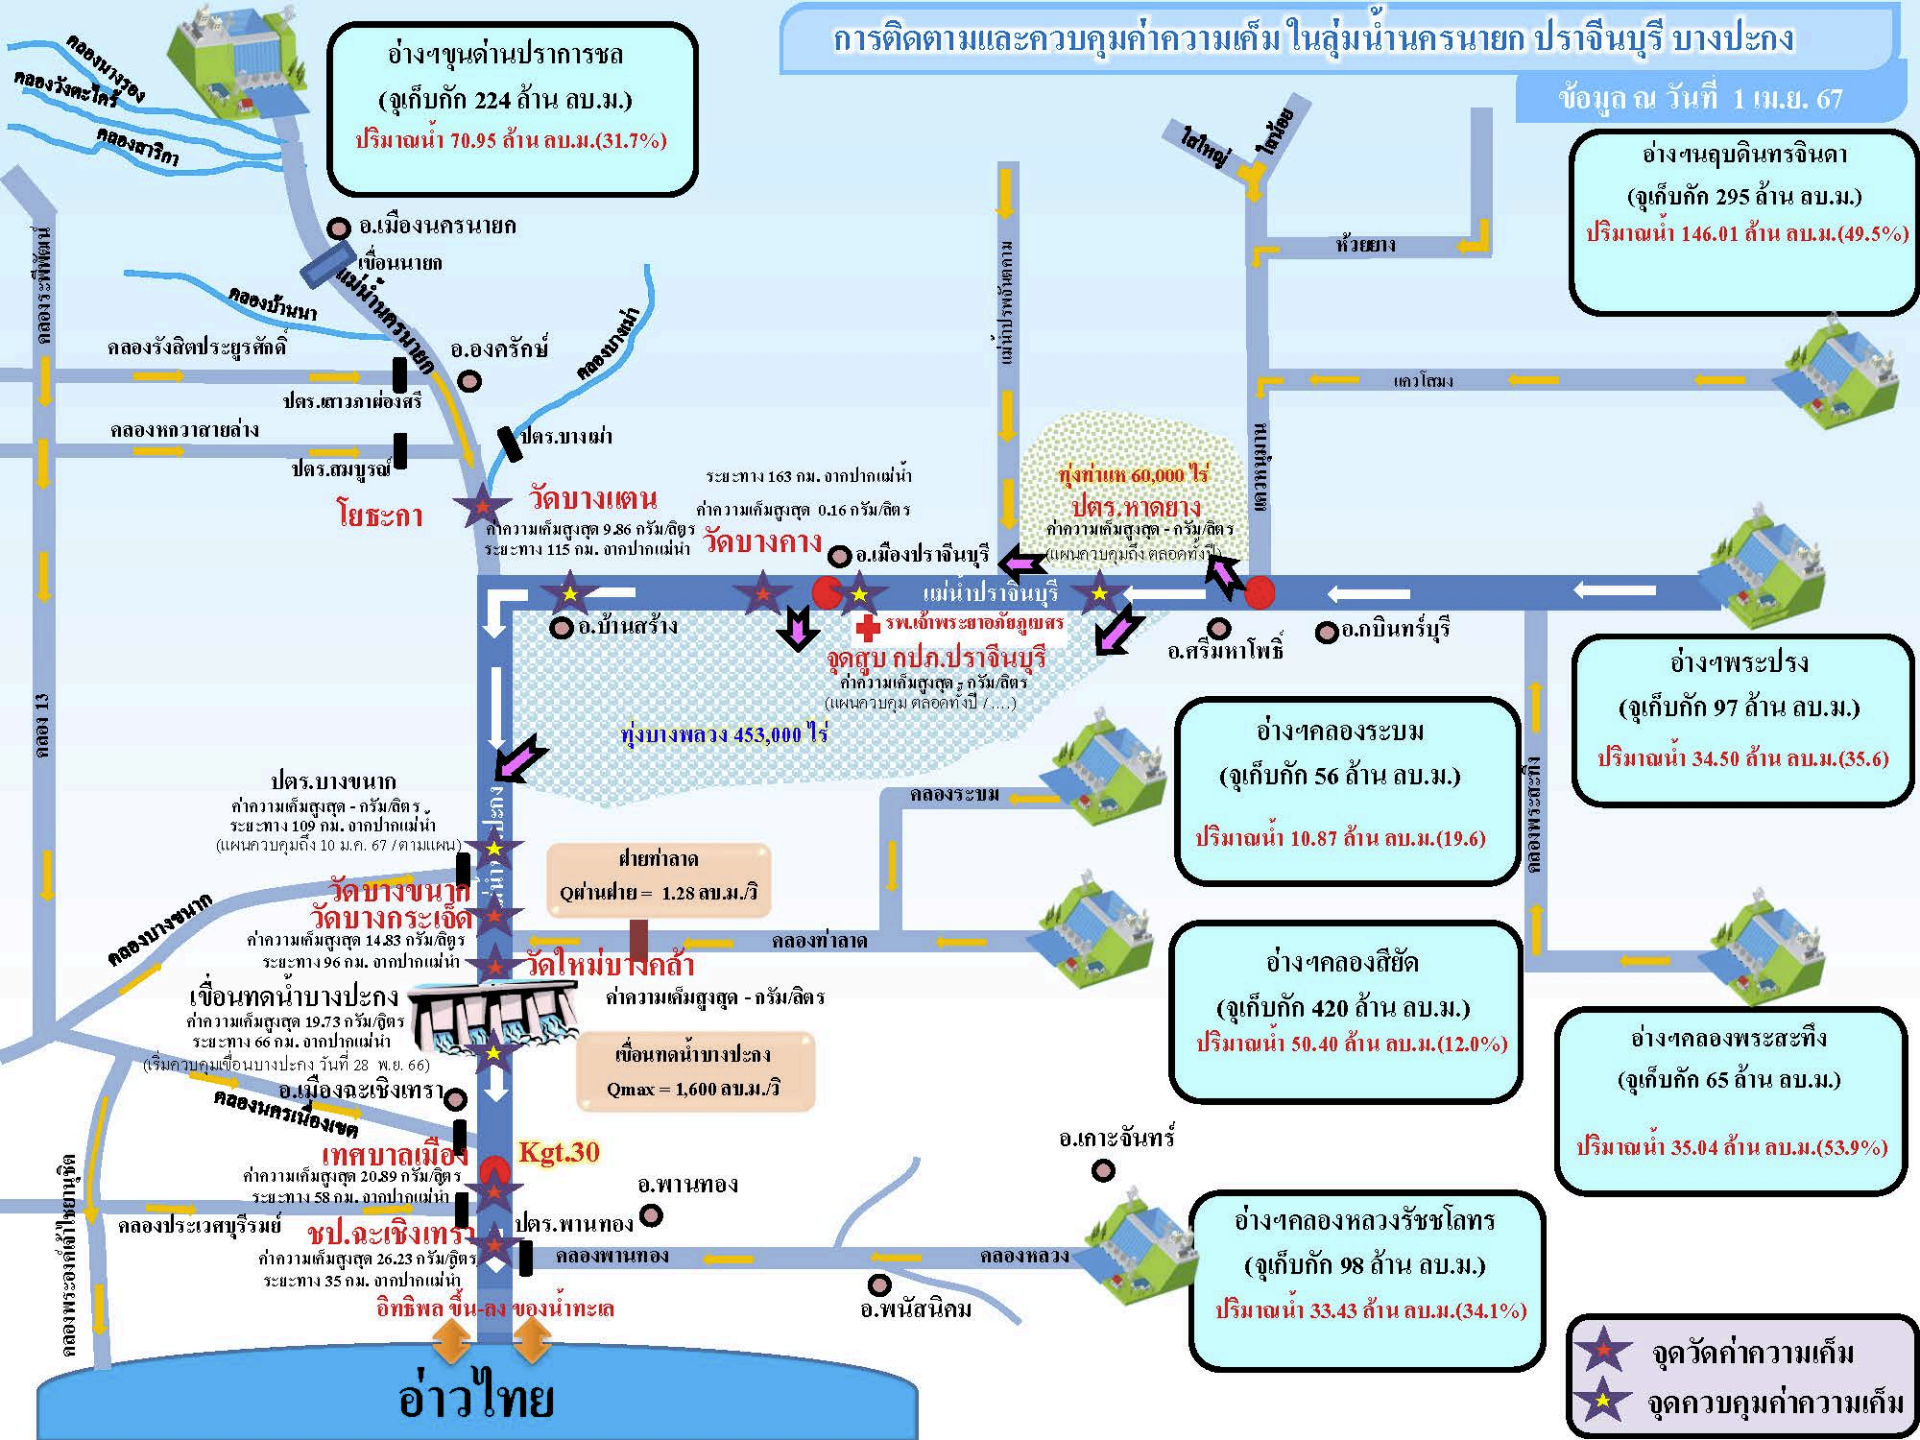 การติดตามและควบคุมค่าความเค็ม ในลุ่มน้ำนครนายก ปราจีนบุรี บางปะกง
ข้อมูล ณ วันที่ 1 เม.ย. 67
อ่างฯขุนด่านปราการชล
(จุเก็บกัก 224 ล้าน ลบ.ม.)
ปริมาณน้ำ 70.95 ล้าน ลบ.ม.(31.7%)
คลองนางรอง
คลองวังตะไคร้
คลองสาริกา
อ.เมืองนครนายก
เขื่อนนายก
แม่น้ำนครนายก
คลองบ้านนา
คลองระพีพัฒน์
คลองรังสิตประยูรศักดิ์
ปตร.เสาวภาผ่องศรี
อ.องครักษ์
คลองบางเม่า
คลองหกวาสายล่าง
ปตร.สมบูรณ์
ปตร.บางเม่า
โยธะกา
วัดบางแตน
ค่าความเค็มสูงสุด 9.86 กรัม/ลิตร
ระยะทาง 115 กม. จากปากแม่น้ำ
ระยะทาง 163 กม. จากปากแม่น้ำ
ค่าความเค็มสูงสุด 0.16 กรัม/ลิตร
วัดบางคาง
อ.เมืองปราจีนบุรี
แม่น้ำประจันตคาม
ใสใหญ่
ใสน้อย
ห้วยยาง
แควโสมง
แควหนุมาน
อ่างฯนฤบดินทรจินดา
(จุเก็บกัก 295 ล้าน ลบ.ม.)
ปริมาณน้ำ 146.01 ล้าน ลบ.ม.(49.5%)
ทุ่งท่าแห 60,000 ไร่
ปตร.หาดยาง
ค่าความเค็มสูงสุด - กรัม/ลิตร
(แผนควบคุมถึง ตลอดทั้งปี)
แม่น้ำปราจีนบุรี
อ.บ้านสร้าง
รพ.เจ้าพระยาอภัยภูเบศร
จุดสูบ กปภ.ปราจีนบุรี
ค่าความเค็มสูงสุด - กรัม/ลิตร
(แผนควบคุม ตลอดทั้งปี / ....)
อ.ศรีมหาโพธิ์
อ.กบินทร์บุรี
ทุ่งบางพลวง 453,000 ไร่
อ่างฯพระปรง
(จุเก็บกัก 97 ล้าน ลบ.ม.)
ปริมาณน้ำ 34.50 ล้าน ลบ.ม.(35.6)
คลองพระสะทึง
อ่างฯคลองระบม
(จุเก็บกัก 56 ล้าน ลบ.ม.)
ปริมาณน้ำ 10.87 ล้าน ลบ.ม.(19.6)
คลองระบม
คลอง 13
ปตร.บางขนาก
ค่าความเค็มสูงสุด - กรัม/ลิตร
ระยะทาง 109 กม. จากปากแม่น้ำ
(แผนควบคุมถึง 10 ม.ค. 67 /ตามแผน)
วัดบางขนาก
คลองบางขนาก
วัดบางกระเจ็ด
ค่าความเค็มสูงสุด 14.83 กรัม/ลิตร
ระยะทาง 96 กม. จากปากแม่น้ำ
ฝายท่าลาด
Qผ่านฝาย = 1.28 ลบ.ม./วิ
คลองท่าลาด
วัดใหม่บางคล้า
ค่าความเค็มสูงสุด - กรัม/ลิตร
อ่างฯคลองสียัด
(จุเก็บกัก 420 ล้าน ลบ.ม.)
ปริมาณน้ำ 50.40 ล้าน ลบ.ม.(12.0%)
เขื่อนทดน้ำบางปะกง
ค่าความเค็มสูงสุด 19.73 กรัม/ลิตร
ระยะทาง 66 กม. จากปากแม่น้ำ
(เริ่มควบคุมเขื่อนบางปะกง วันที่ 28 พ.ย. 66)
เขื่อนทดน้ำบางปะกง
Qmax = 1,600 ลบ.ม./วิ
อ่างฯคลองพระสะทึง
(จุเก็บกัก 65 ล้าน ลบ.ม.)
ปริมาณน้ำ 35.04 ล้าน ลบ.ม.(53.9%)
อ.เมืองฉะเชิงเทรา
คลองนครเนื่องเขต
เทศบาลเมือง
ค่าความเค็มสูงสุด 20.89 กรัม/ลิตร
ระยะทาง 58 กม. จากปากแม่น้ำ
Kgt.30
อ.เกาะจันทร์
อ.พานทอง
คลองประเวศบุรีรมย์
ชป.ฉะเชิงเทรา
ค่าความเค็มสูงสุด 26.23 กรัม/ลิตร
ระยะทาง 35 กม. จากปากแม่น้ำ
ปตร.พานทอง
คลองพานทอง
คลองหลวง
อ.พนัสนิคม
อ่างฯคลองหลวงรัชชโลทร
(จุเก็บกัก 98 ล้าน ลบ.ม.)
ปริมาณน้ำ 33.43 ล้าน ลบ.ม.(34.1%)
คลองพระองค์เจ้าไชยานุชิต
อิทธิพล ขึ้น-ลง ของน้ำทะเล
อ่าวไทย
จุดวัดค่าความเค็ม
จุดควบคุมค่าความเค็ม